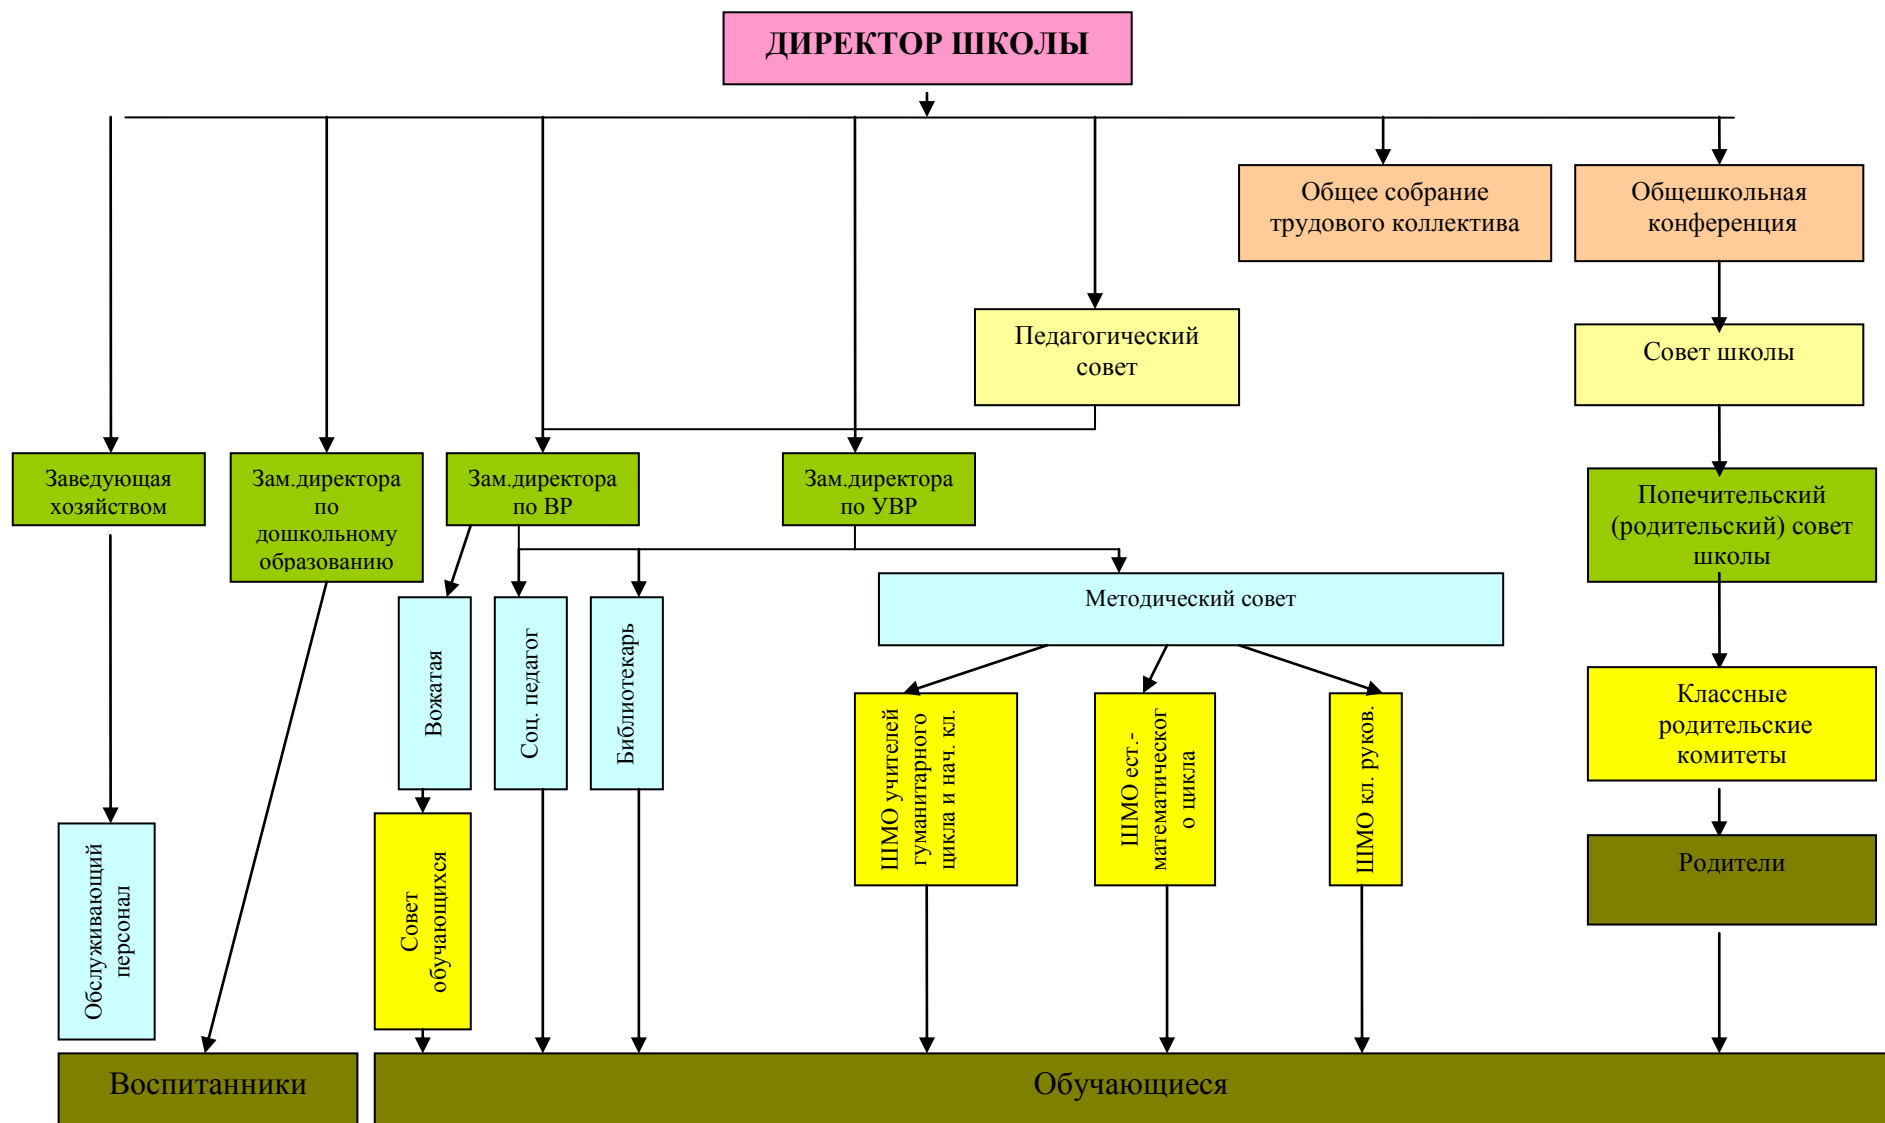 ДИРЕКТОР ШКОЛЫ
Общее собрание
трудового коллектива
Общешкольная
конференция
Педагогический
совет
Совет школы
Заведующая
хозяйством
Зам.директора
по
дошкольному
образованию
Зам.директора
по ВР
Зам.директора
по УВР
Попечительский
(родительский) совет
школы
Методический совет
Вожатая
Соц. педагог
Библиотекарь
Классные
родительские
комитеты
ШМО учителей
гуманитарного
цикла и нач. кл.
ШМО ест.-
математическог
о цикла
ШМО кл. руков.
Обслуживающий
персонал
Совет
обучающихся
Родители
Воспитанники
Обучающиеся